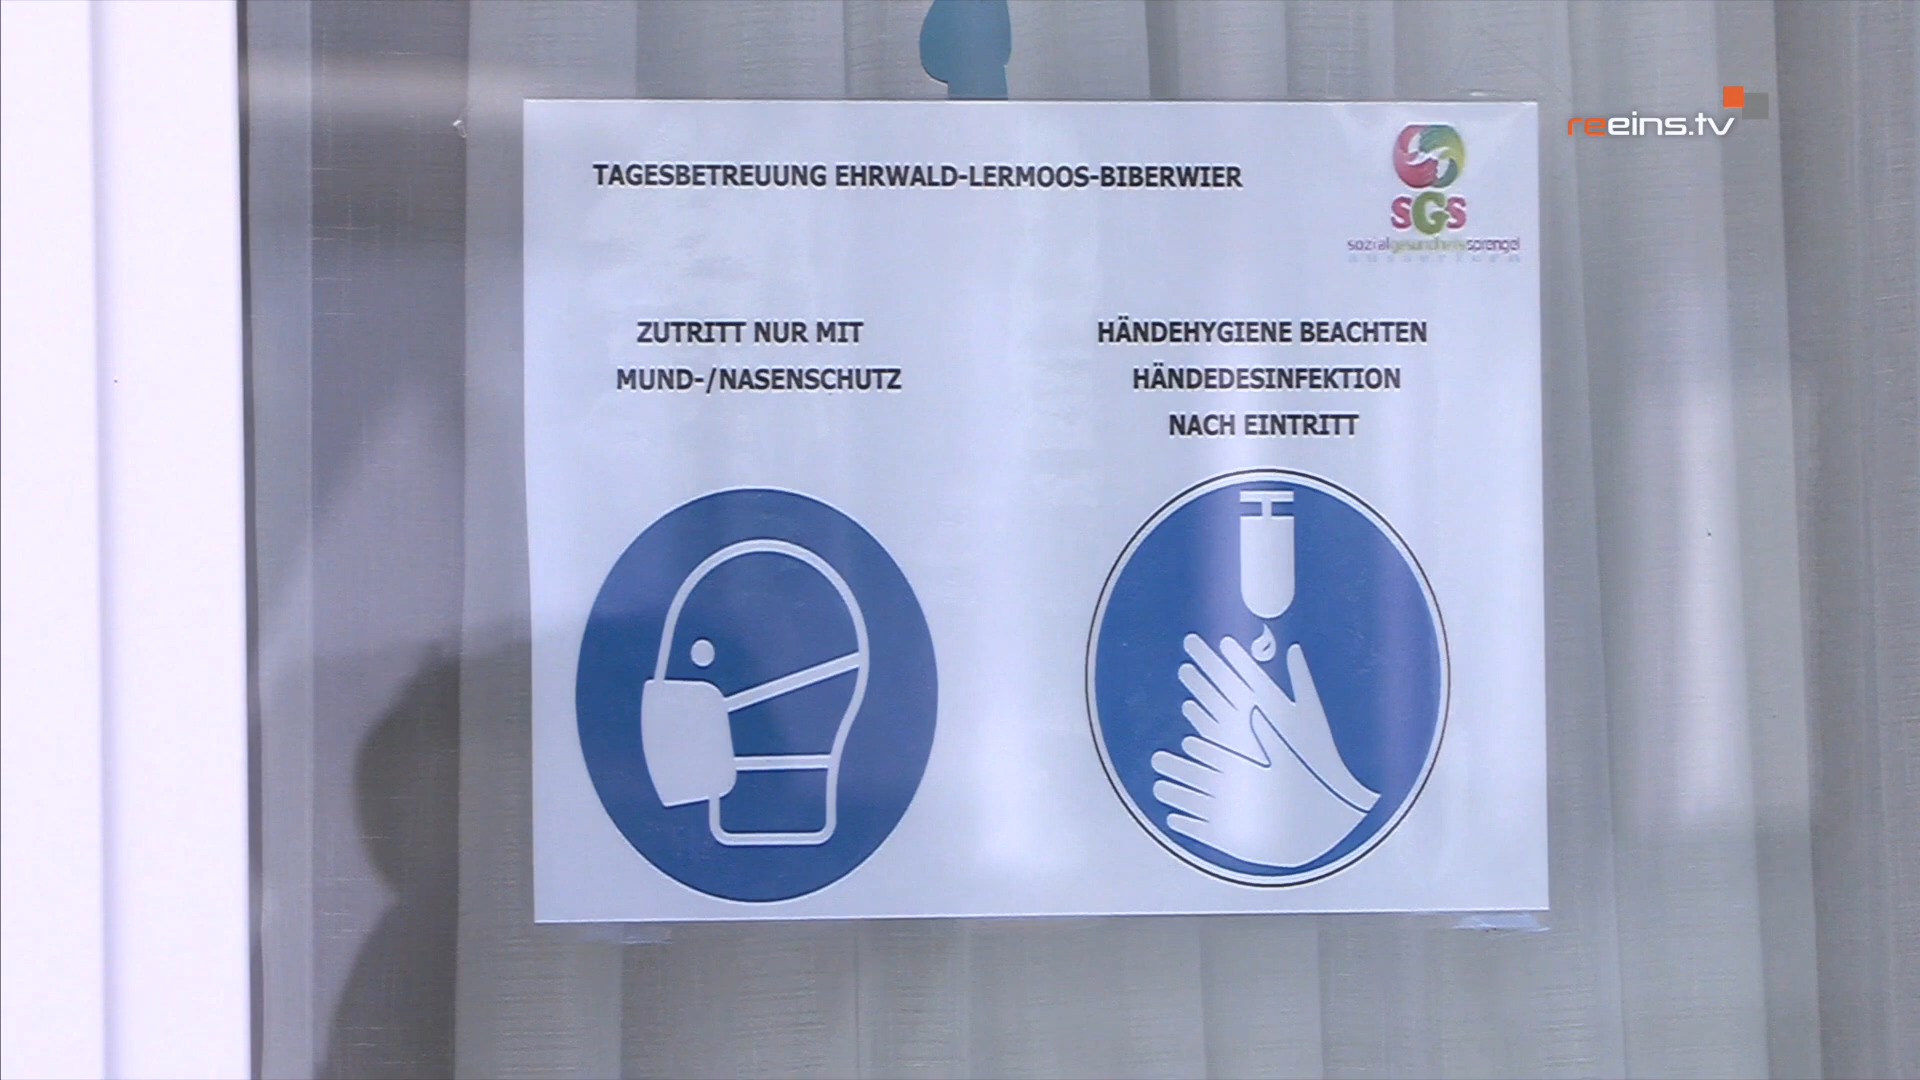 reeins.tv
TAGESBETREUUNG EHRWALD-LERMOOS-BIBERWIER
SGS
sozialgesundheitssprengel
ZUTRITT NUR MIT
MUND-/NASENSCHUTZ
HÄNDEHYGIENE BEACHTEN
HÄNDEDESINFEKTION
NACH EINTRITT